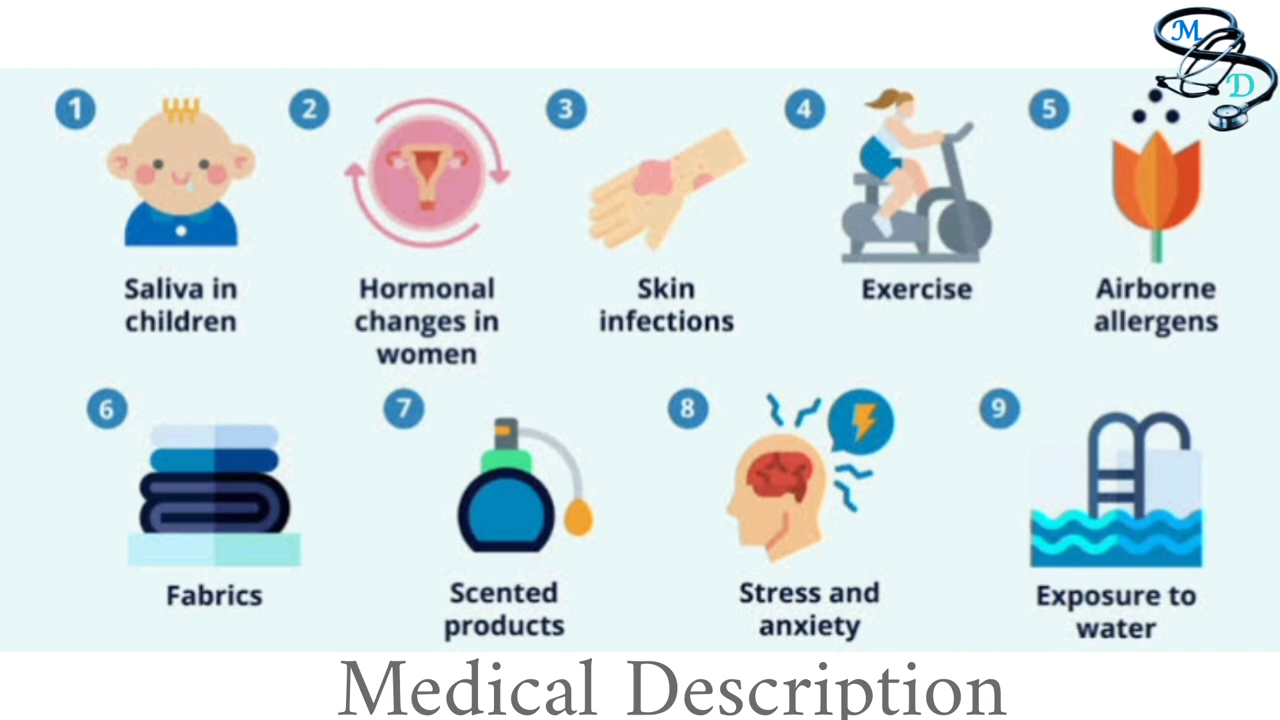 M
D
1
Saliva in
children
2
Hormonal
changes in
women
3
Skin
infections
4
Exercise
5
Airborne
allergens
6
Fabrics
7
Scented
products
8
Stress and
anxiety
9
Exposure to
water
Medical Description